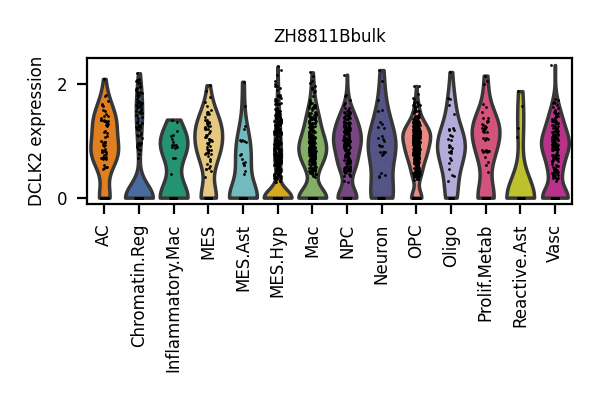 ZH8811Bbulk
DCLK2 expression
2
0
AC
Chromatin.Reg
Inflammatory.Mac
MES
MES.Ast
MES.Hyp
Mac
NPC
Neuron
OPC
Oligo
Prolif.Metab
Reactive.Ast
Vasc